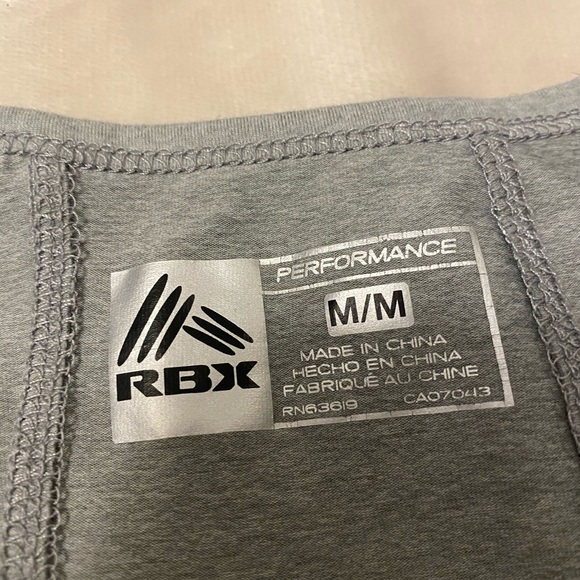 RBX
PERFORMANCE
M/M
MADE IN CHINA
HECHO EN CHINA
FABRIQUÉ AU CHINE
RN63619 CA07043